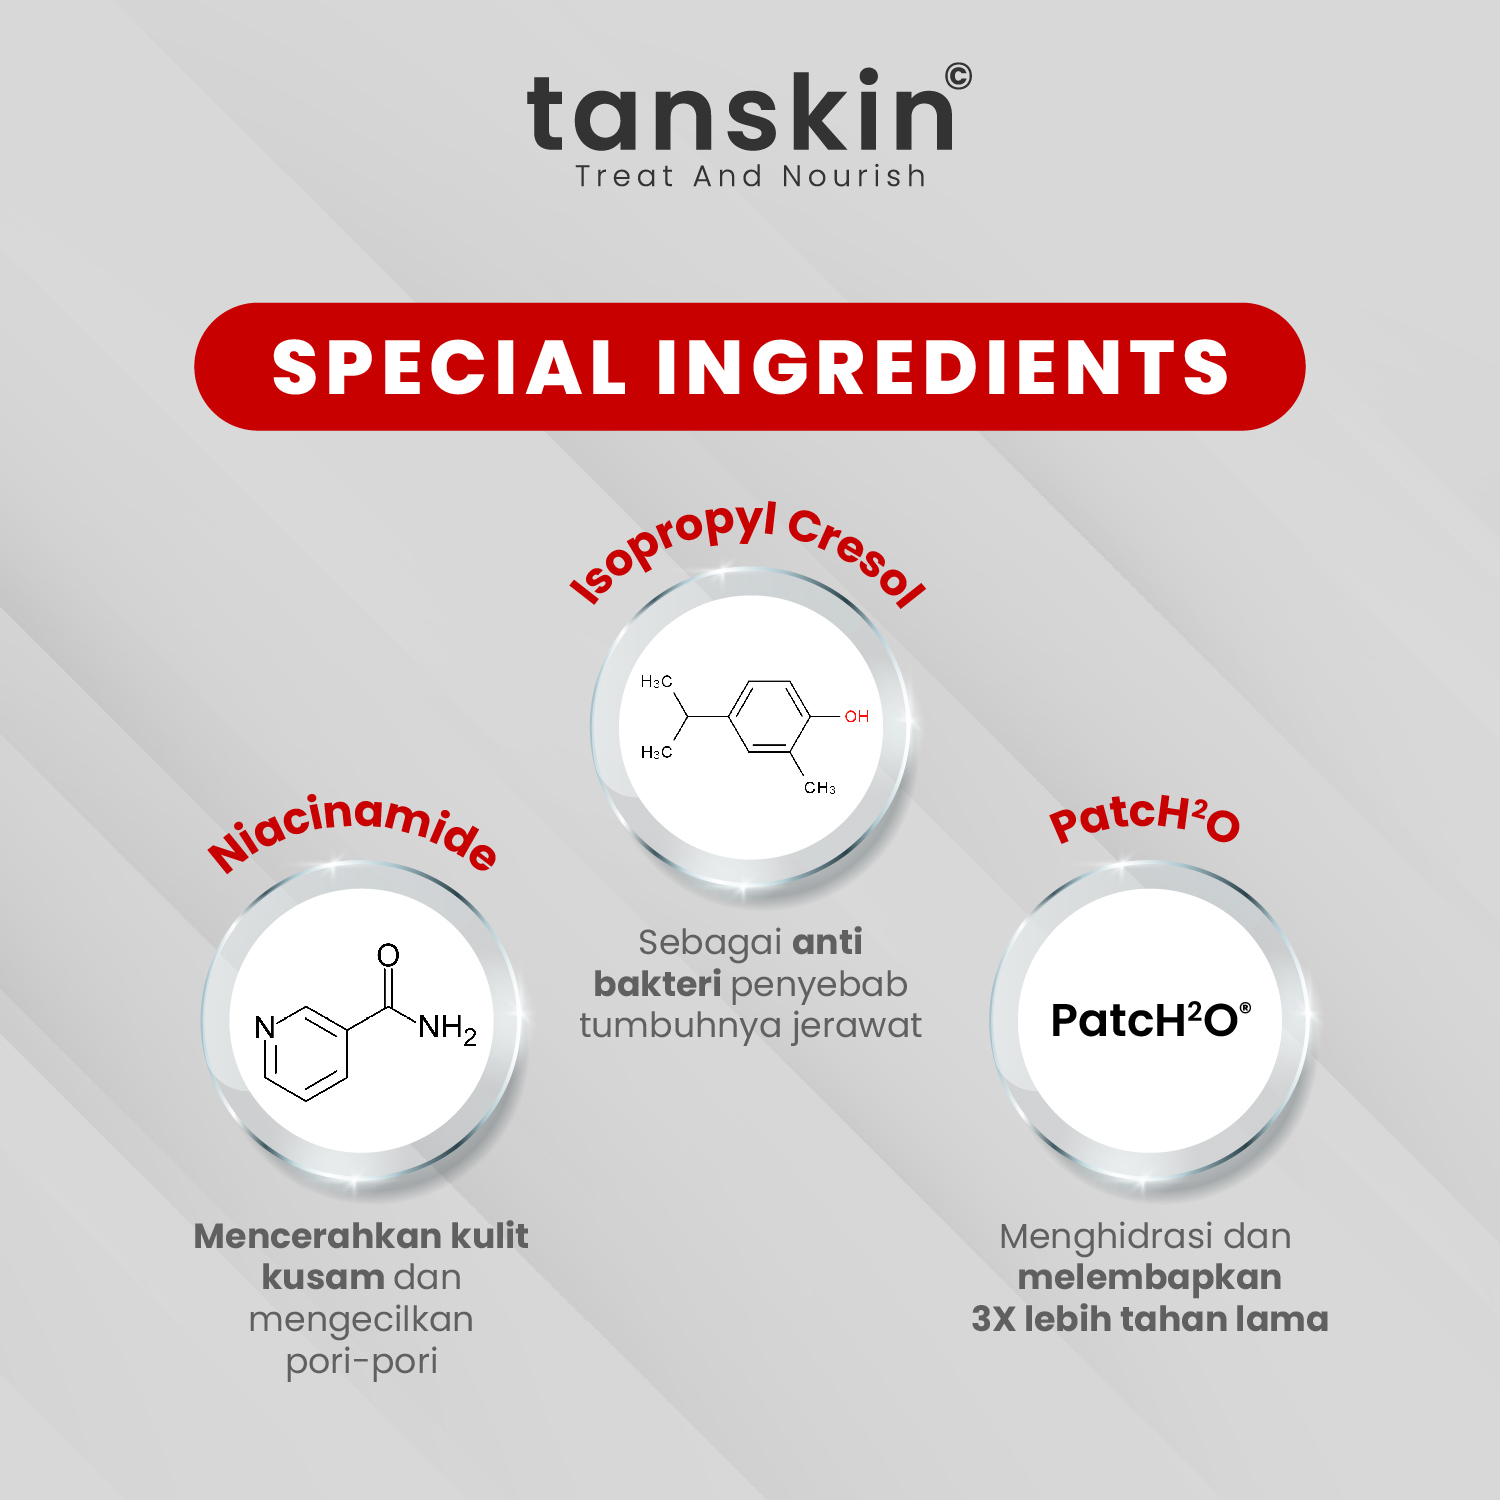 tanskin©
Treat And Nourish
SPECIAL INGREDIENTS
Isopropyl Cresol
H₃C
H₃C
OH
CH₃
Sebagai anti
bakteri penyebab
tumbuhnya jerawat
Niacinamide
O
N
NH₂
Mencerahkan kulit
kusam dan
mengecilkan
pori-pori
PatcH²O
PatcH²O®
Menghidrasi dan
melembapkan
3X lebih tahan lama